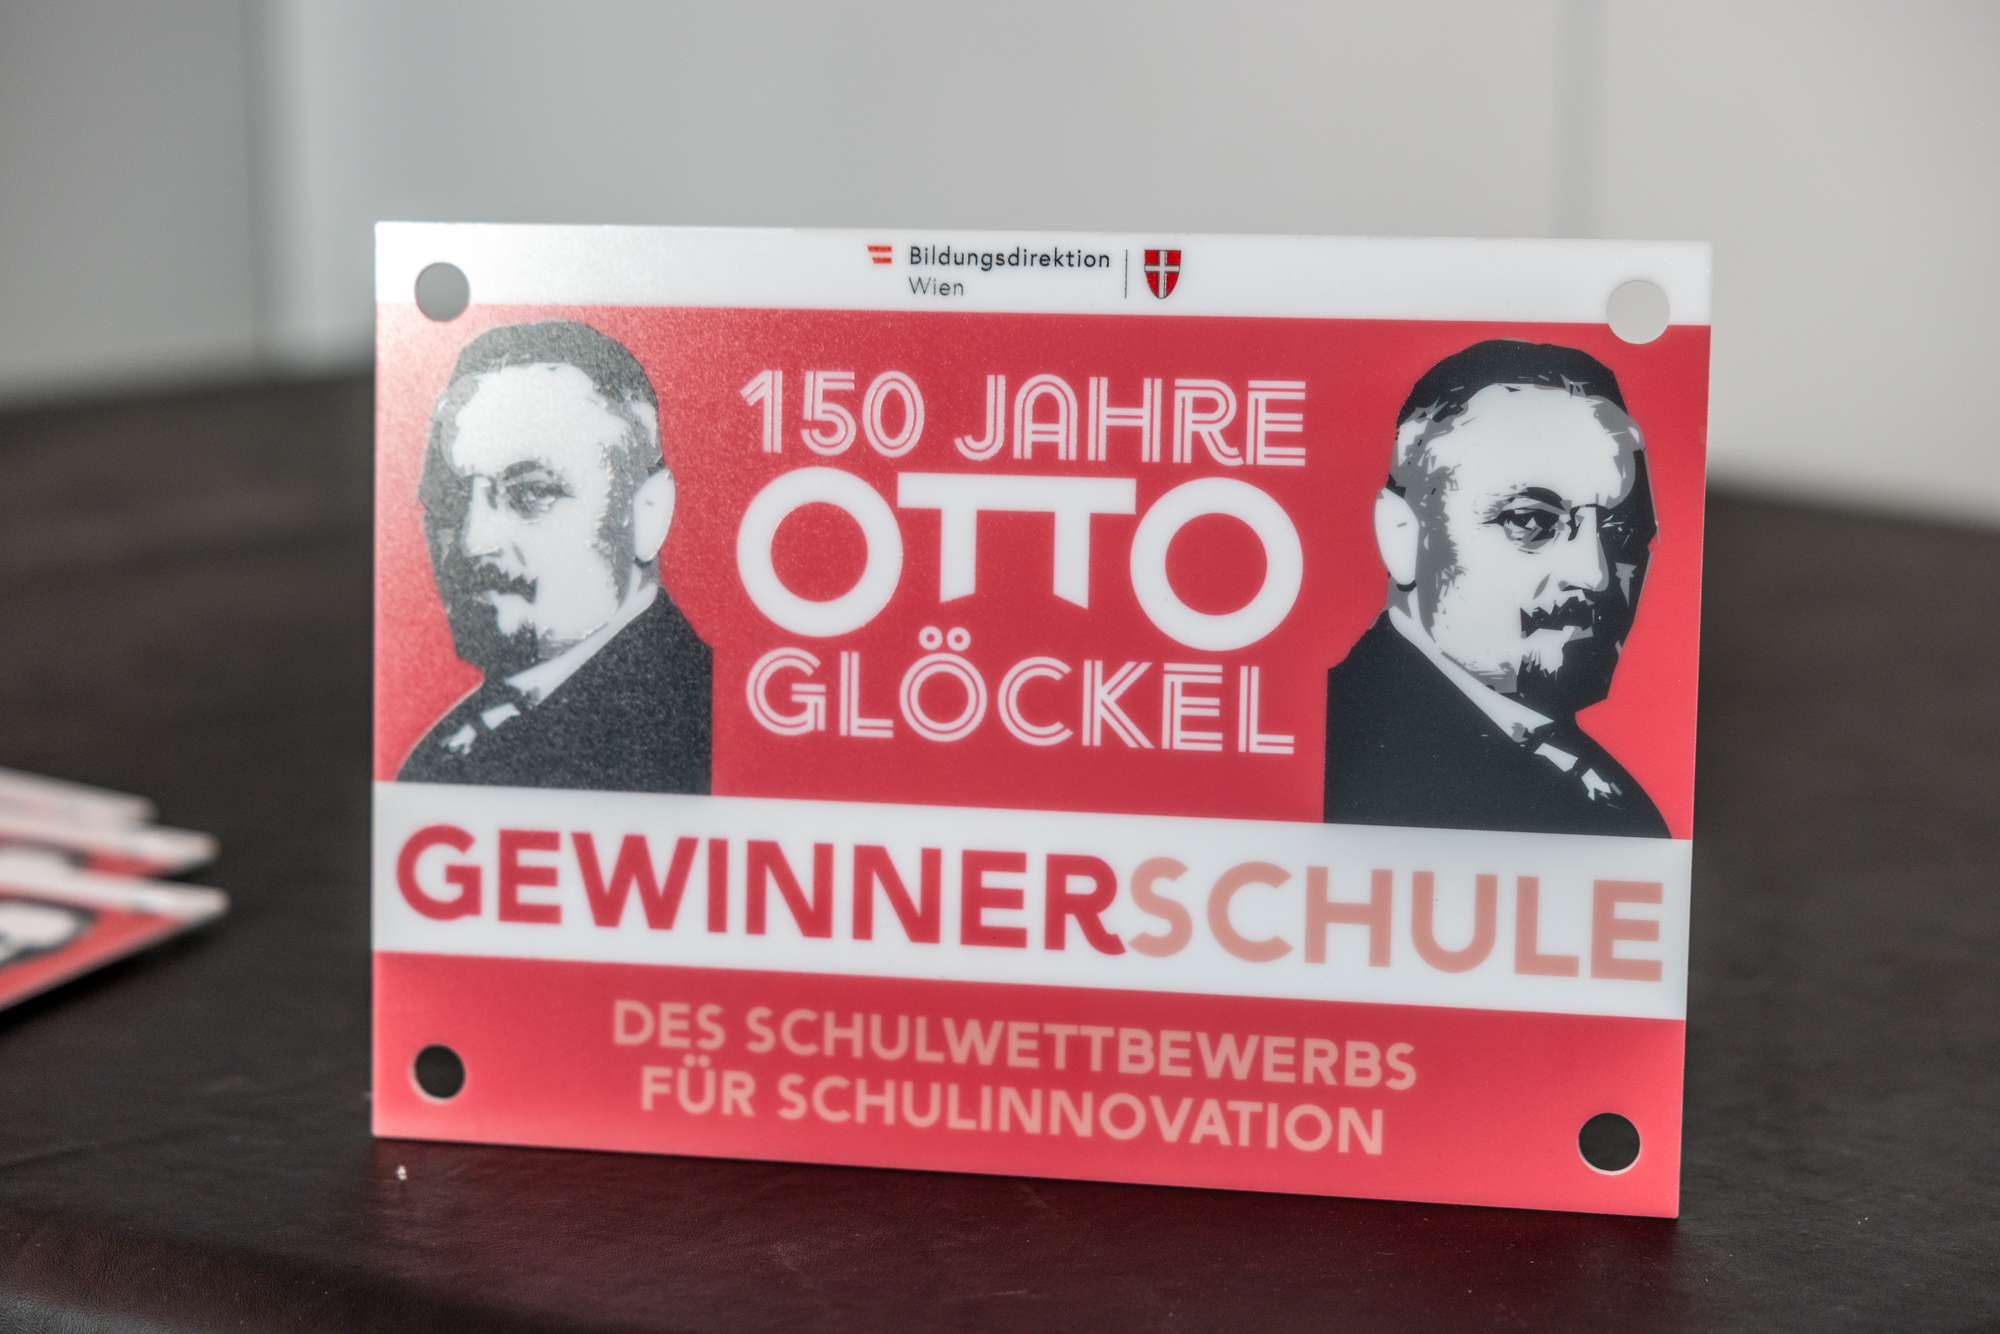 Bildungsdirektion
Wien
150 JAHRE
OTTO
GLÖCKEL
GEWINNERSCHULE
DES SCHULWETTBEWERBS
FÜR SCHULINNOVATION